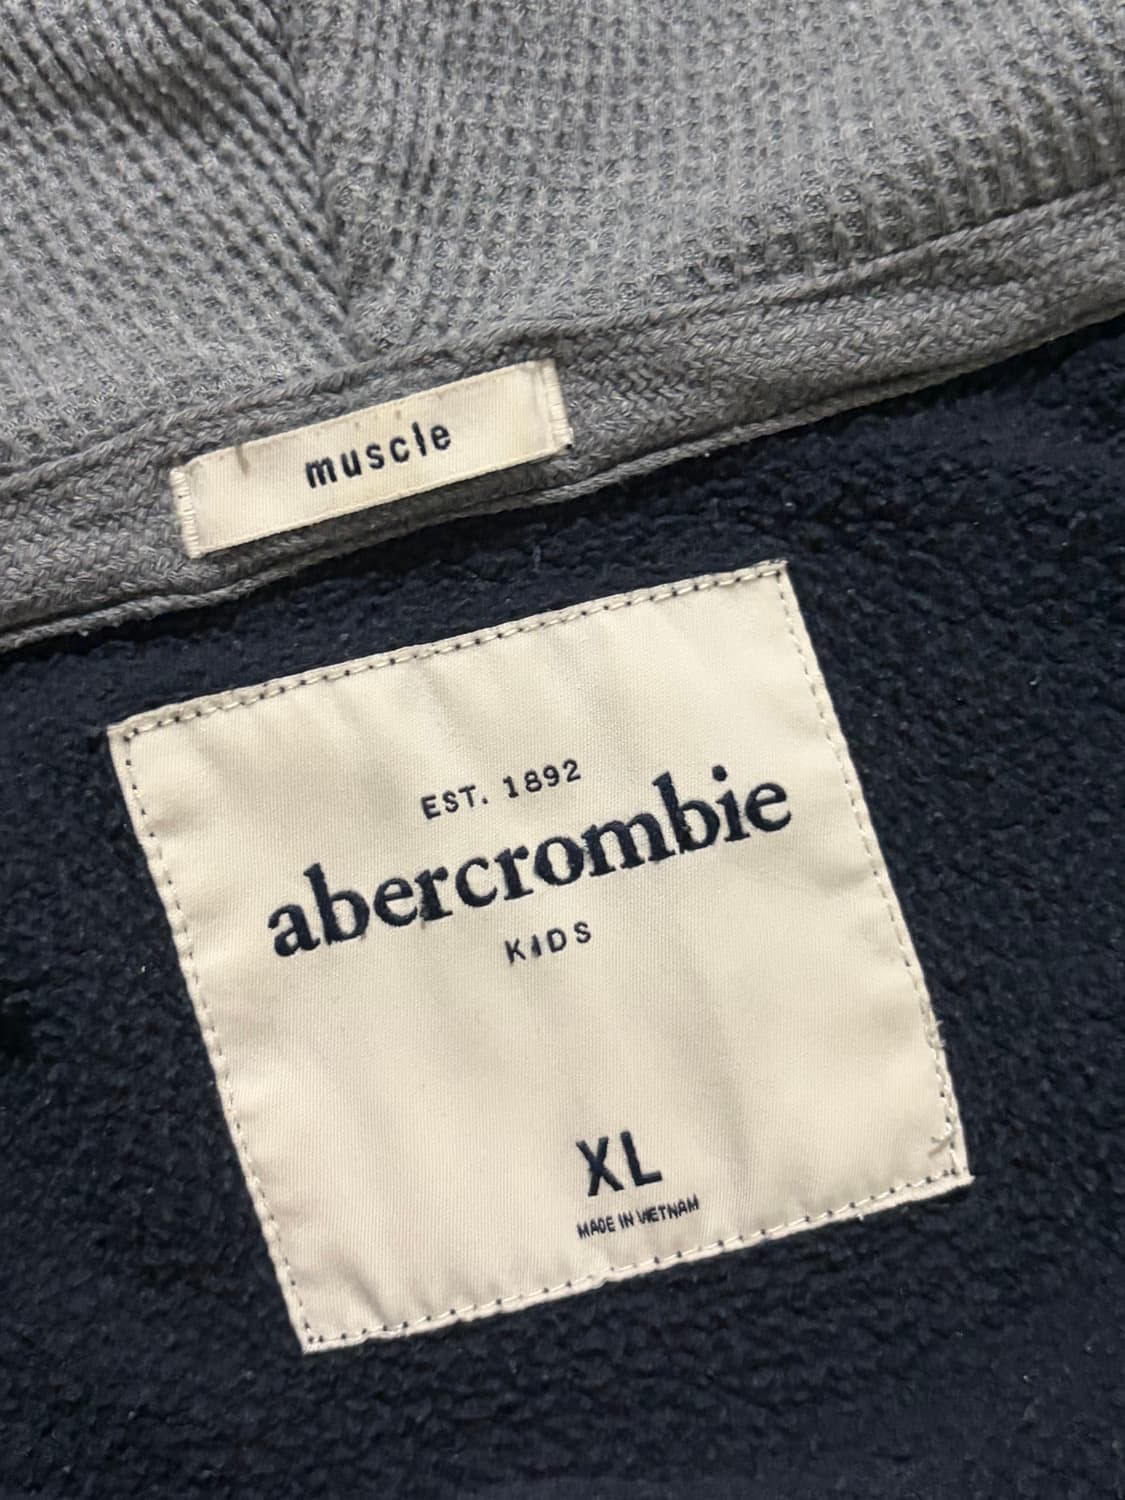 muscle
EST. 1892
abercrombie
KIDS
XL
MADE IN VIETNAM